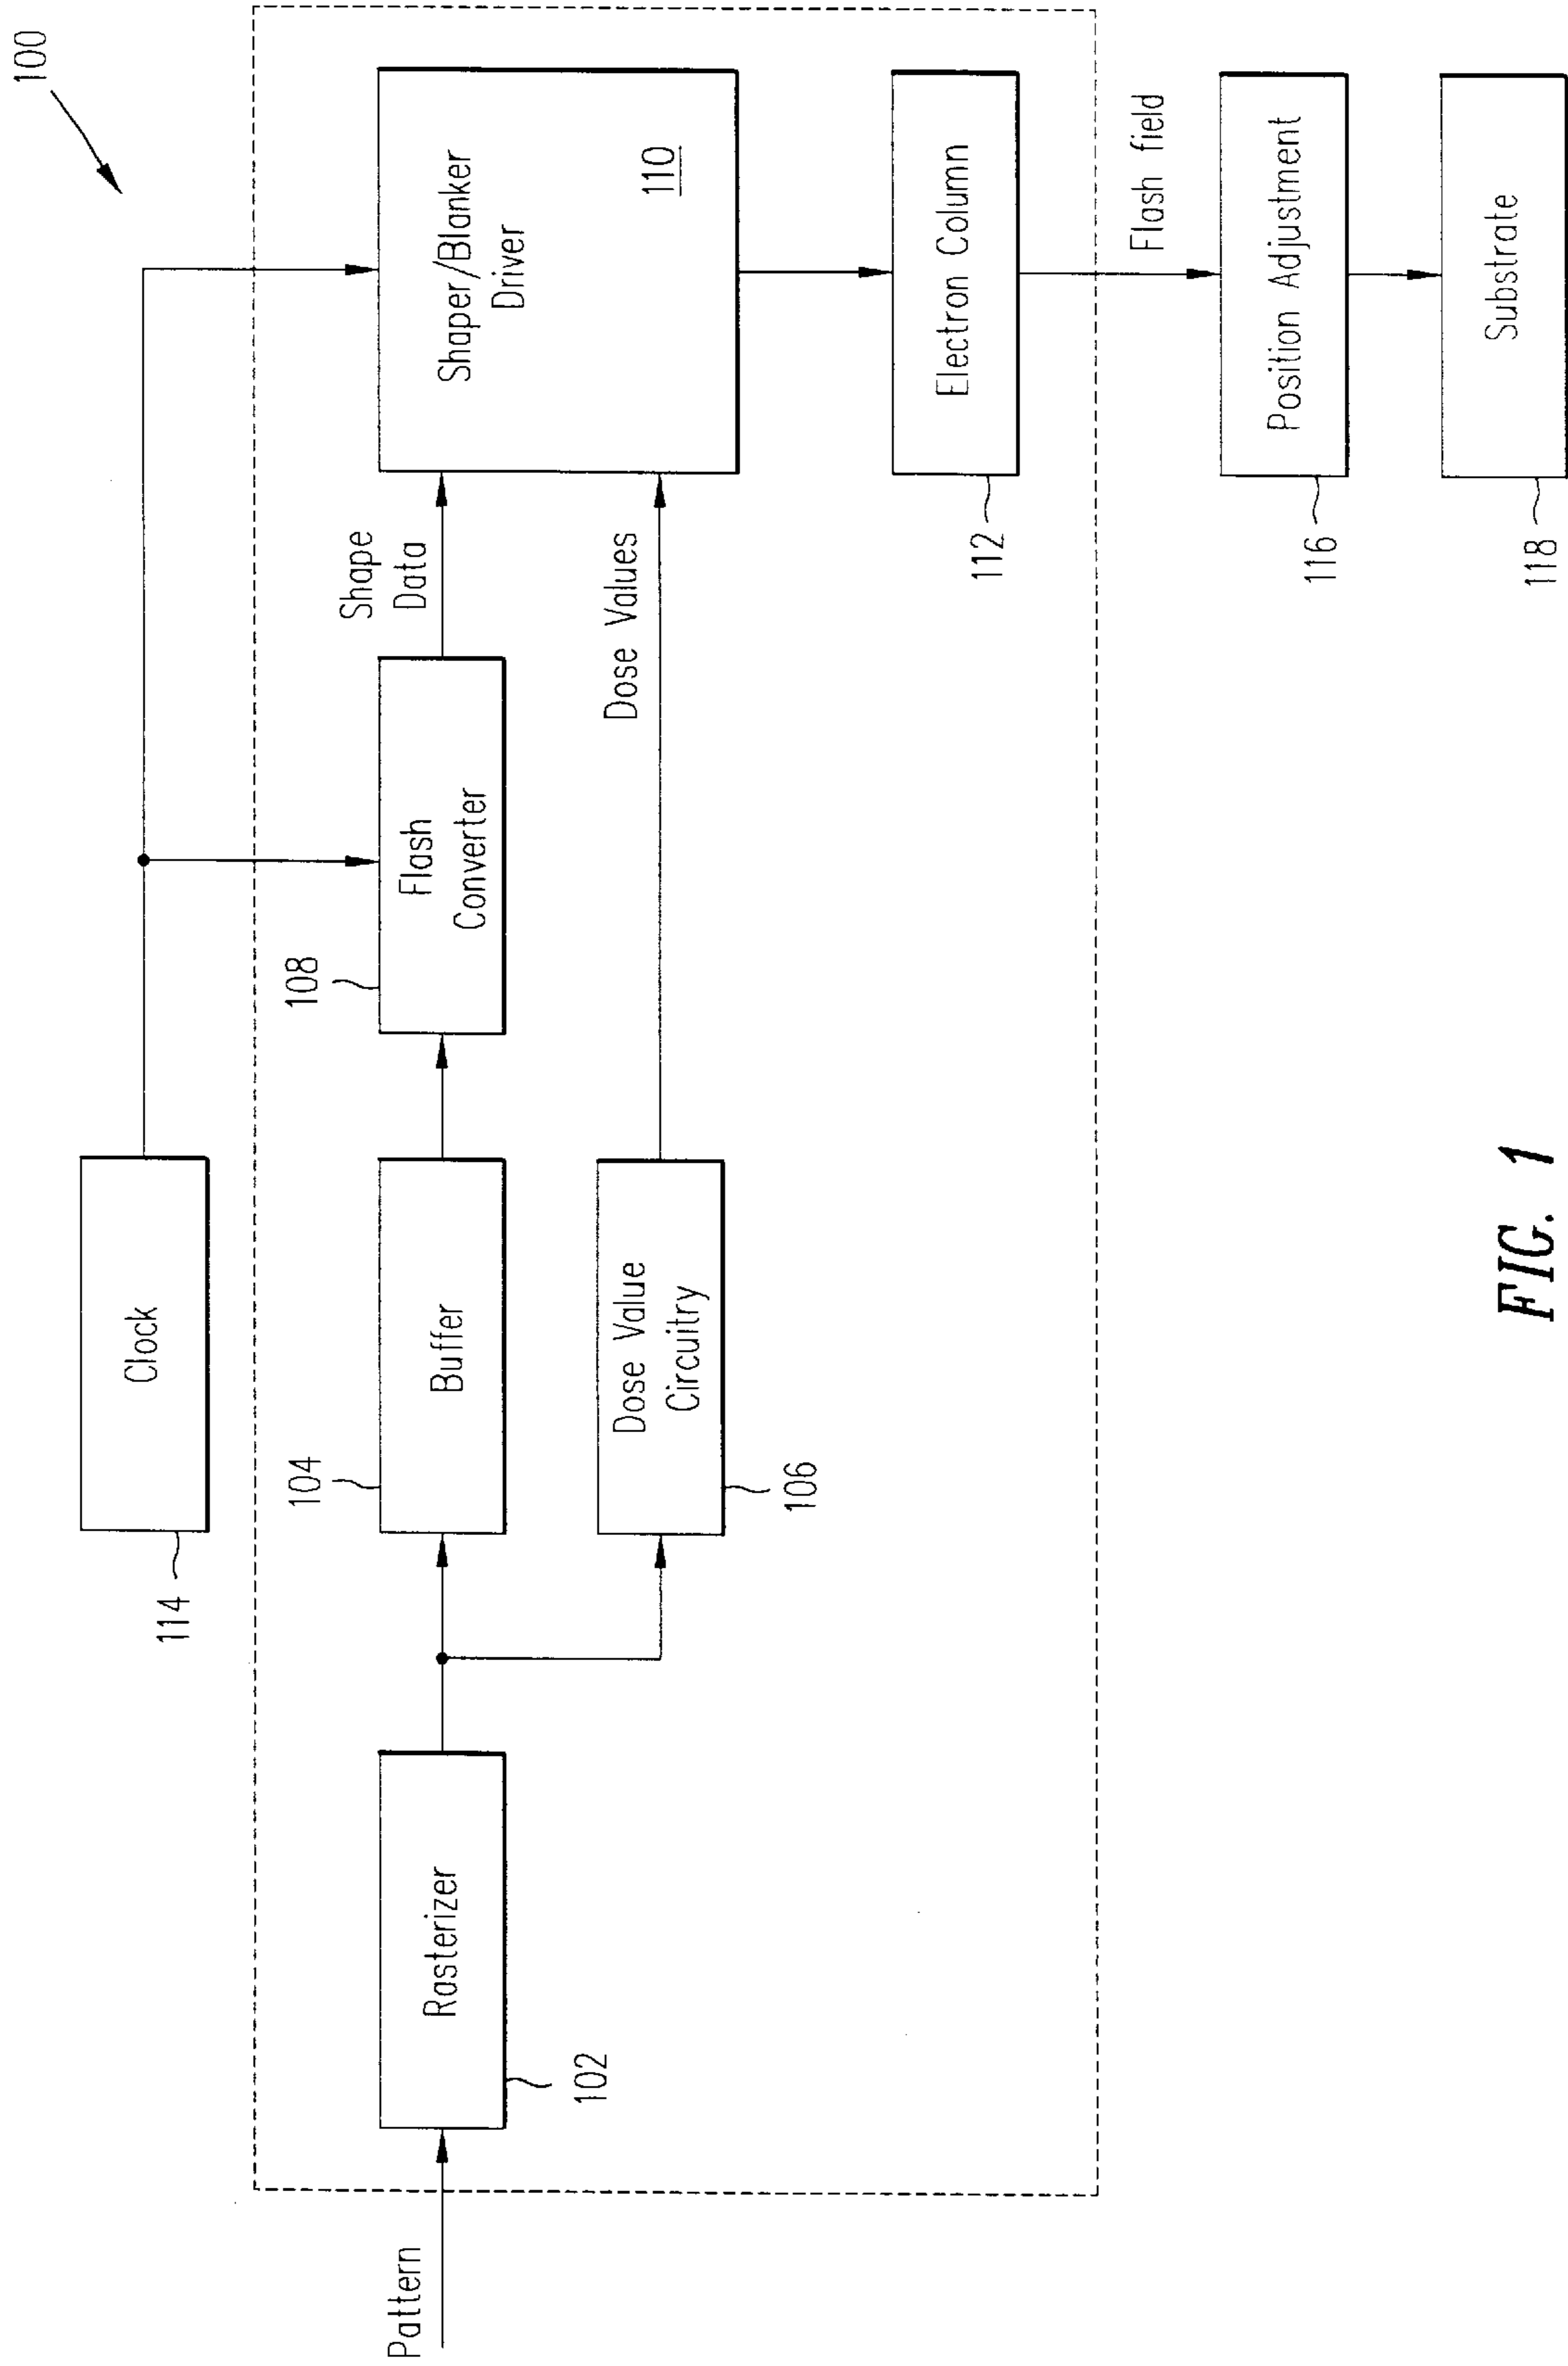 100
Clock
114
Pattern
Rasterizer
102
Buffer
104
Dose Value
Circuitry
106
Flash
Converter
108
Shape
Data
Dose Values
Shaper/Blanker
Driver
110
Electron Column
112
Flash field
Position Adjustment
116
Substrate
118
FIG. 1